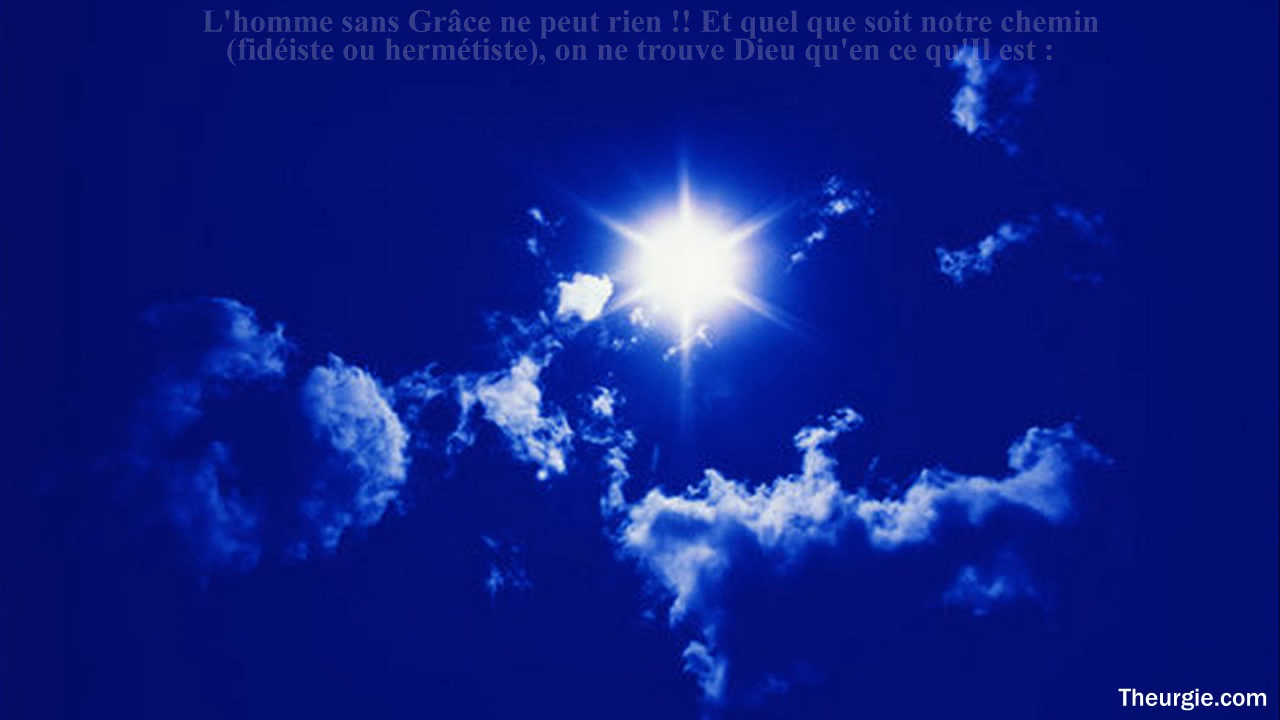 L'homme sans Grâce ne peut rien !! Et quel que soit notre chemin
(fidéiste ou hermétiste), on ne trouve Dieu qu'en ce qu'Il est :
Theurgie.com